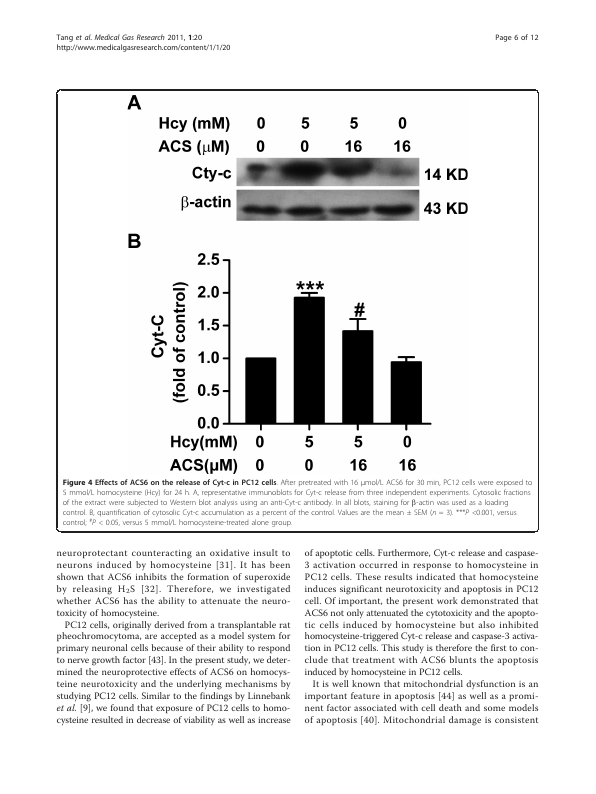 Tang et al. Medical Gas Research 2011, 1:20
http://www.medicalgasresearch.com/content/1/1/20
Page 6 of 12
A
Hcy (mM) 0 5 5 0
ACS (μM) 0 0 16 16
Cty-c 14 KD
β-actin 43 KD
B
Cyt-C
(fold of control)
2.5
2.0
1.5
1.0
0.5
0.0
***
#
Hcy(mM) 0 5 5 0
ACS(μM) 0 0 16 16
Figure 4 Effects of ACS6 on the release of Cyt-c in PC12 cells. After pretreated with 16 μmol/L ACS6 for 30 min, PC12 cells were exposed to
5 mmol/L homocysteine (Hcy) for 24 h. A, representative immunoblots for Cyt-c release from three independent experiments. Cytosolic fractions
of the extract were subjected to Western blot analysis using an anti-Cyt-c antibody. In all blots, staining for β-actin was used as a loading
control. B, quantification of cytosolic Cyt-c accumulation as a percent of the control. Values are the mean ± SEM (n = 3). ***P <0.001, versus
control; #P < 0.05, versus 5 mmol/L homocysteine-treated alone group.
neuroprotectant counteracting an oxidative insult to
neurons induced by homocysteine [31]. It has been
shown that ACS6 inhibits the formation of superoxide
by releasing H2S [32]. Therefore, we investigated
whether ACS6 has the ability to attenuate the neuro-
toxicity of homocysteine.
PC12 cells, originally derived from a transplantable rat
pheochromocytoma, are accepted as a model system for
primary neuronal cells because of their ability to respond
to nerve growth factor [43]. In the present study, we deter-
mined the neuroprotective effects of ACS6 on homocys-
teine neurotoxicity and the underlying mechanisms by
studying PC12 cells. Similar to the findings by Linnebank
et al. [9], we found that exposure of PC12 cells to homo-
cysteine resulted in decrease of viability as well as increase
of apoptotic cells. Furthermore, Cyt-c release and caspase-
3 activation occurred in response to homocysteine in
PC12 cells. These results indicated that homocysteine
induces significant neurotoxicity and apoptosis in PC12
cell. Of important, the present work demonstrated that
ACS6 not only attenuated the cytotoxicity and the apopto-
tic cells induced by homocysteine but also inhibited
homocysteine-triggered Cyt-c release and caspase-3 activa-
tion in PC12 cells. This study is therefore the first to con-
clude that treatment with ACS6 blunts the apoptosis
induced by homocysteine in PC12 cells.
It is well known that mitochondrial dysfunction is an
important feature in apoptosis [44] as well as a promi-
nent factor associated with cell death and some models
of apoptosis [40]. Mitochondrial damage is consistent